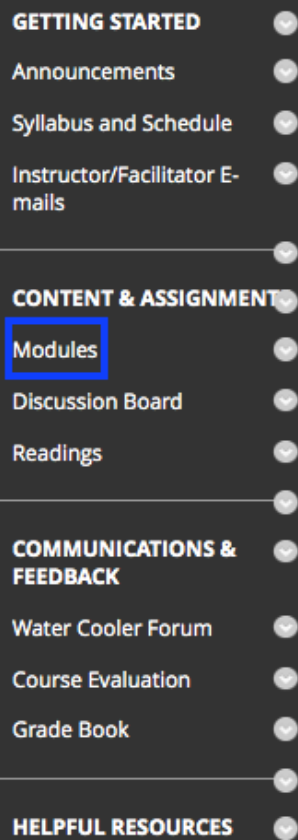 GETTING STARTED
Announcements
Syllabus and Schedule
Instructor/Facilitator E-
mails
CONTENT & ASSIGNMENT
Modules
Discussion Board
Readings
COMMUNICATIONS &
FEEDBACK
Water Cooler Forum
Course Evaluation
Grade Book
HELPFUL RESOURCES